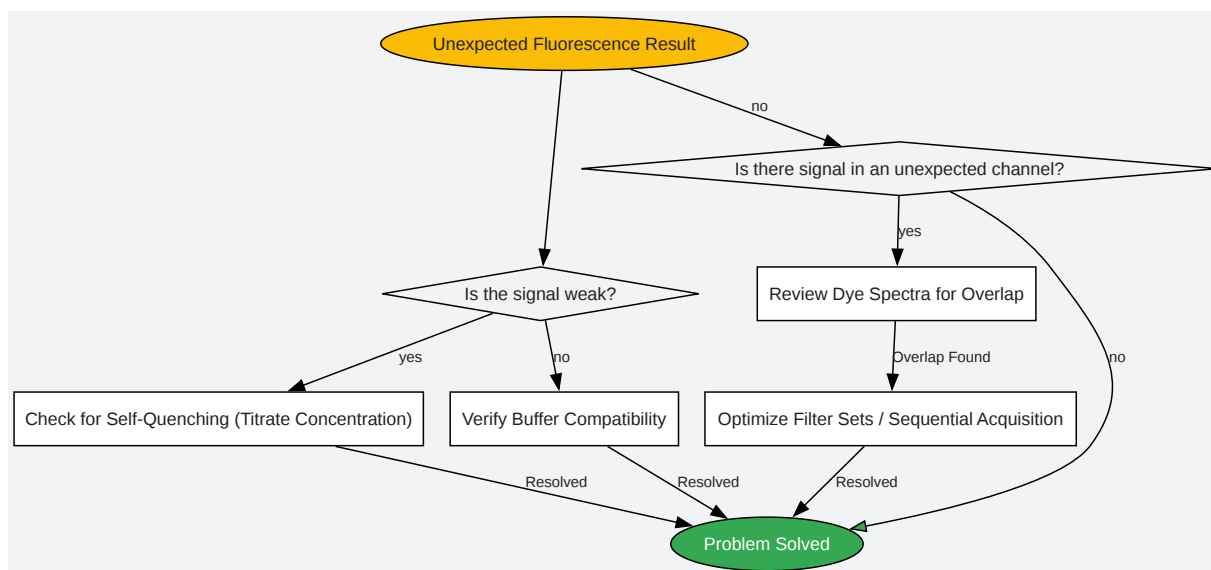 Unexpected Fluorescence Result
no
Is there signal in an unexpected channel?
yes
Is the signal weak?
Review Dye Spectra for Overlap
yes
no
Overlap Found
no
Check for Self-Quenching (Titrate Concentration)
Verify Buffer Compatibility
Optimize Filter Sets / Sequential Acquisition
Resolved
Resolved
Resolved
Problem Solved